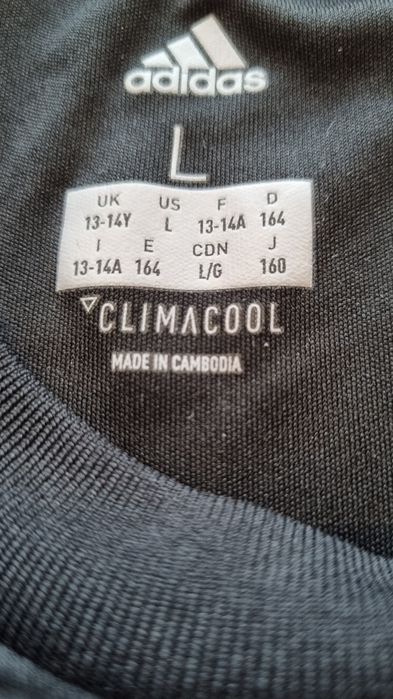 adidas
L
UK US F D
13-14Y L 13-14A 164
I E CDN J
13-14A 164 L/G 160
CLIMACOOL
MADE IN CAMBODIA